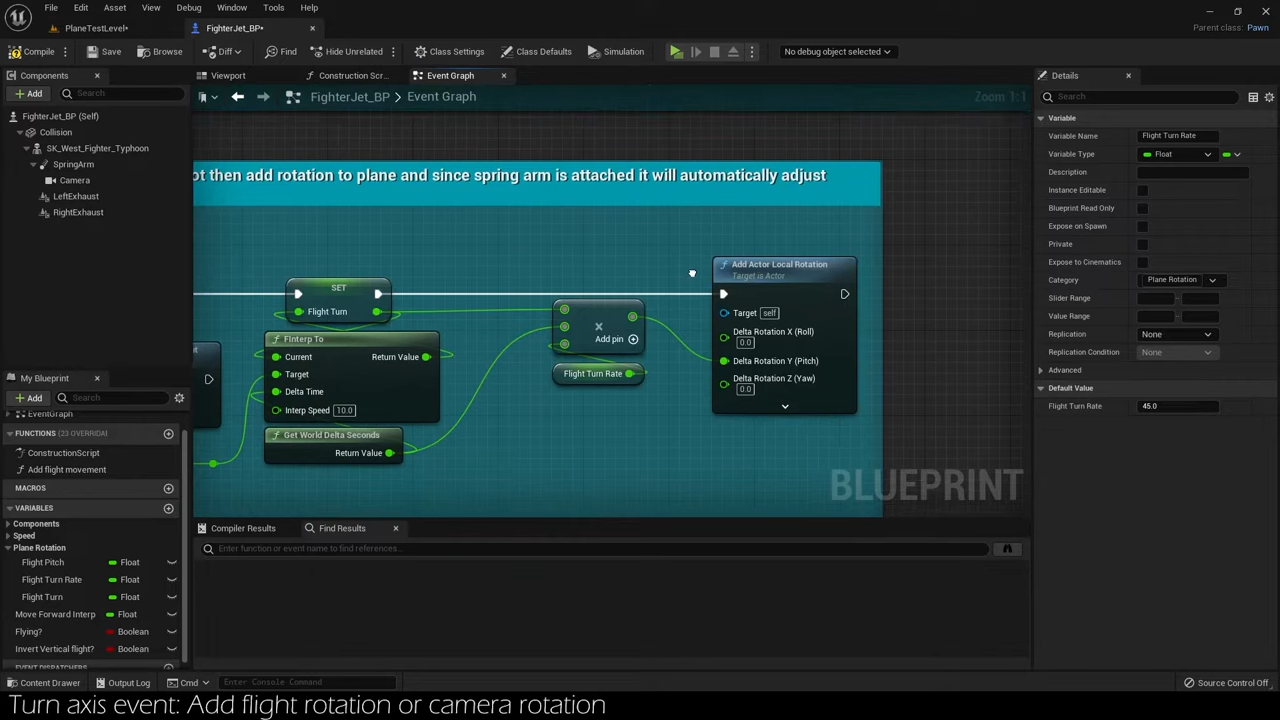 File Edit Asset View Debug Window Tools Help
PlaneTestLevel*
FighterJet_BP*
Parent class: Pawn
Compile
Save
Browse
Diff
Find
Hide Unrelated
Class Settings
Class Defaults
Simulation
No debug object selected
Components
Add
Search
FighterJet_BP (Self)
Collision
SK_West_Fighter_Typhoon
SpringArm
Camera
LeftExhaust
RightExhaust
My Blueprint
Add
Search
EventGraph
FUNCTIONS (23 OVERRIDAI
ConstructionScript
Add flight movement
MACROS
VARIABLES
Components
Speed
Plane Rotation
Flight Pitch Float
Flight Turn Rate Float
Flight Turn Float
Move Forward Interp Float
Flying? Boolean
Invert Vertical flight? Boolean
EVENT DISPATCHERS
Viewport
Construction Scr...
Event Graph
FighterJet_BP > Event Graph
Zoom 1:1
ot then add rotation to plane and since spring arm is attached it will automatically adjust
SET
Flight Turn
FInterp To
Current Return Value
Target
Delta Time
Interp Speed 10.0
Get World Delta Seconds
Return Value
Add pin
Flight Turn Rate
Add Actor Local Rotation
Target is Actor
Target self
Delta Rotation X (Roll)
0.0
Delta Rotation Y (Pitch)
Delta Rotation Z (Yaw)
0.0
BLUEPRINT
Compiler Results
Find Results
Enter function or event name to find references...
Details
Search
Variable
Variable Name Flight Turn Rate
Variable Type Float
Description
Instance Editable
Blueprint Read Only
Expose on Spawn
Private
Expose to Cinematics
Category Plane Rotation
Slider Range
Value Range
Replication None
Replication Condition None
Advanced
Default Value
Flight Turn Rate 45.0
Content Drawer
Output Log
Cmd
Enter Console Command
Source Control Off
Turn axis event: Add flight rotation or camera rotation